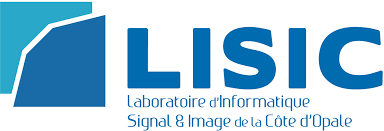 LISIC
Laboratoire d'Informatique
Signal & Image de la Côte d'Opale